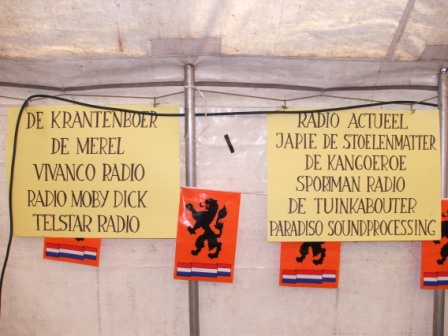 DE KRANTENBOER
DE MEREL
VIVANCO RADIO
RADIO MOBY DICK
TELSTAR RADIO
RADIO ACTUEEL
JAPIE DE STOELENMATTER
DE KANGOEROE
SPORTMAN RADIO
DE TUINKABOUTER
PARADISO SOUNDPROCESSING